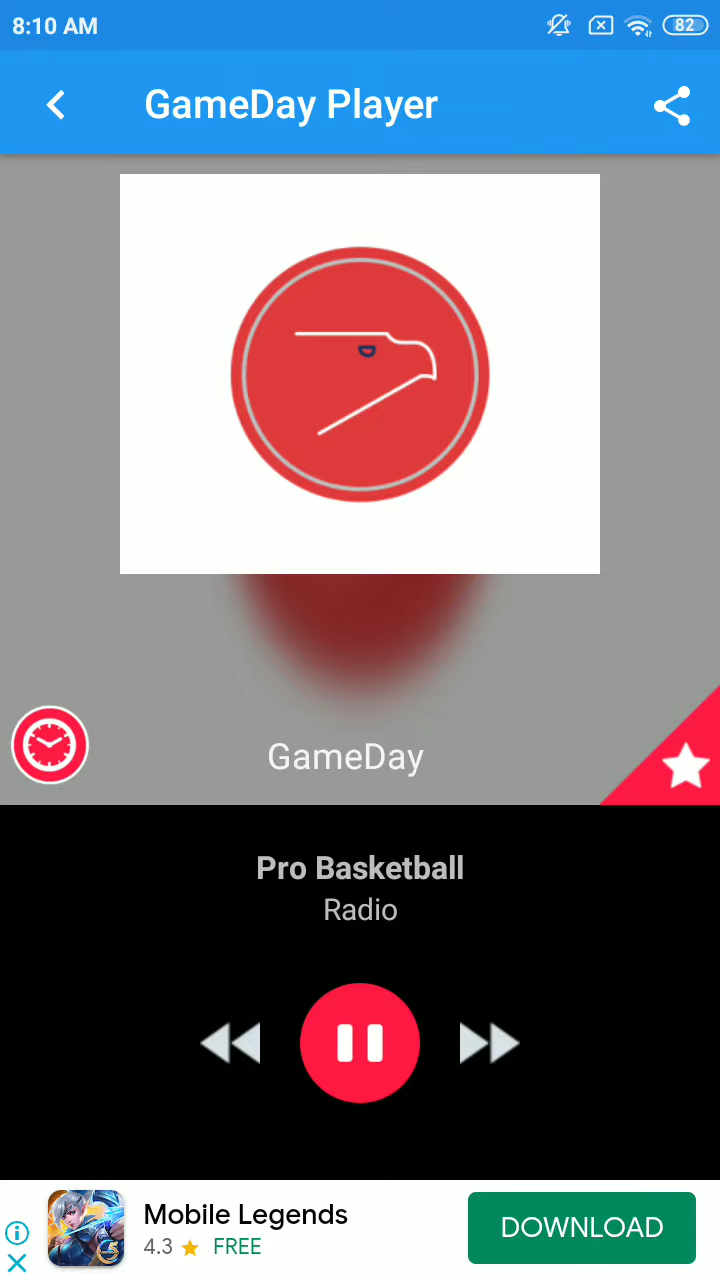 8:10 AM
82
GameDay Player
GameDay
Pro Basketball
Radio
Mobile Legends
4.3
FREE
DOWNLOAD